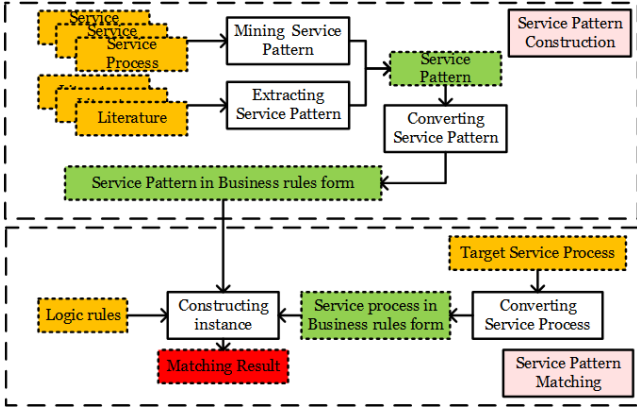 Service
Service
Service
Process
Mining Service
Pattern
Service Pattern
Construction
Service
Pattern
Literature
Extracting
Service Pattern
Converting
Service Pattern
Service Pattern in Business rules form
Target Service Process
Logic rules
Constructing
instance
Service process in
Business rules form
Converting
Service Process
Matching Result
Service Pattern
Matching